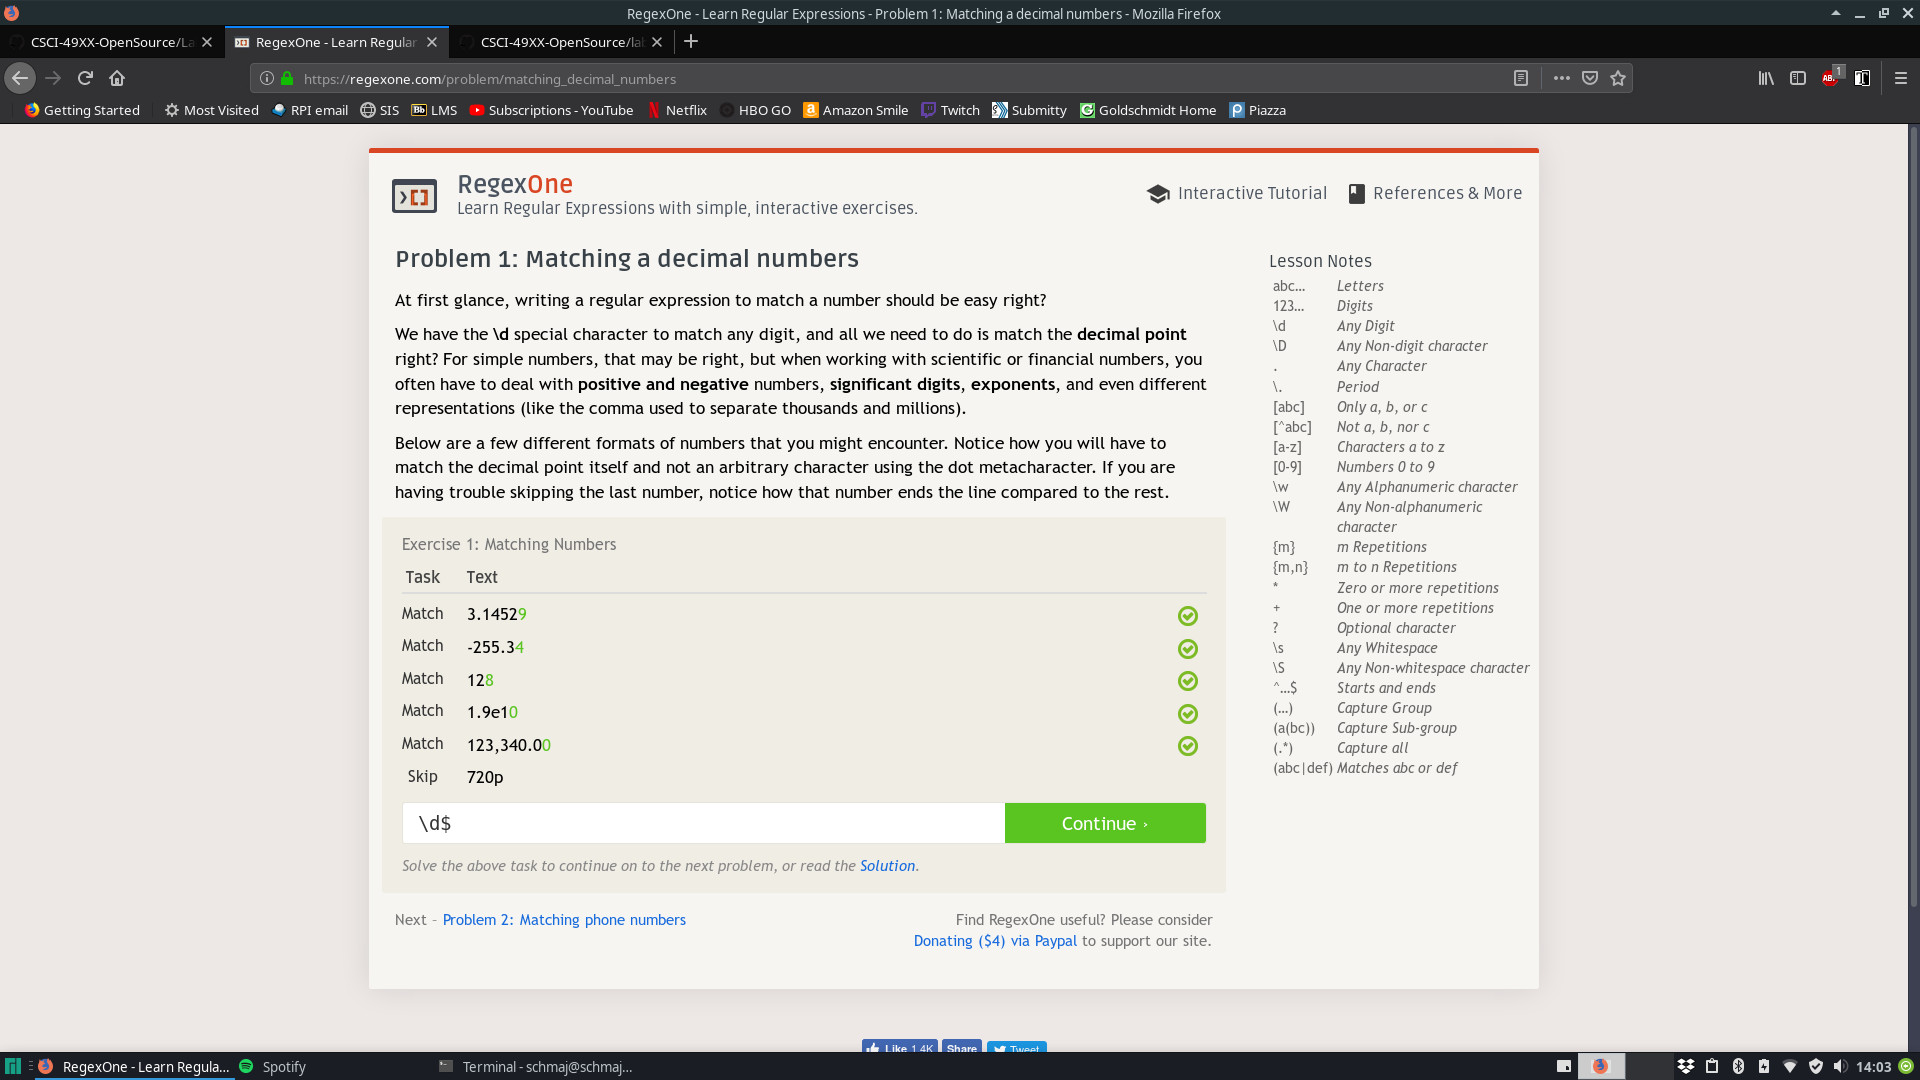 RegexOne - Learn Regular Expressions - Problem 1: Matching a decimal numbers - Mozilla Firefox
CSCI-49XX-OpenSource/La
RegexOne - Learn Regular
CSCI-49XX-OpenSource/lab
https://regexone.com/problem/matching_decimal_numbers
1
Getting Started
Most Visited
RPI email
SIS
Bb LMS
Subscriptions - YouTube
Netflix
HBO GO
Amazon Smile
Twitch
Submitty
Goldschmidt Home
Piazza
RegexOne
Learn Regular Expressions with simple, interactive exercises.
Interactive Tutorial
References & More
Problem 1: Matching a decimal numbers
At first glance, writing a regular expression to match a number should be easy right?
We have the \d special character to match any digit, and all we need to do is match the decimal point
right? For simple numbers, that may be right, but when working with scientific or financial numbers, you
often have to deal with positive and negative numbers, significant digits, exponents, and even different
representations (like the comma used to separate thousands and millions).
Below are a few different formats of numbers that you might encounter. Notice how you will have to
match the decimal point itself and not an arbitrary character using the dot metacharacter. If you are
having trouble skipping the last number, notice how that number ends the line compared to the rest.
Exercise 1: Matching Numbers
Task Text
Match 3.14529
Match -255.34
Match 128
Match 1.9e10
Match 123,340.00
Skip 720p
\d$
Continue ›
Solve the above task to continue on to the next problem, or read the Solution.
Next – Problem 2: Matching phone numbers
Find RegexOne useful? Please consider
Donating ($4) via Paypal to support our site.
Lesson Notes
abc… Letters
123… Digits
\d Any Digit
\D Any Non-digit character
. Any Character
\. Period
[abc] Only a, b, or c
[^abc] Not a, b, nor c
[a-z] Characters a to z
[0-9] Numbers 0 to 9
\w Any Alphanumeric character
\W Any Non-alphanumeric
character
{m} m Repetitions
{m,n} m to n Repetitions
* Zero or more repetitions
+ One or more repetitions
? Optional character
\s Any Whitespace
\S Any Non-whitespace character
^…$ Starts and ends
(…) Capture Group
(a(bc)) Capture Sub-group
(.*) Capture all
(abc|def) Matches abc or def
Like 1.4K
Share
Tweet
RegexOne - Learn Regula...
Spotify
Terminal - schmaj@schmaj...
14:03